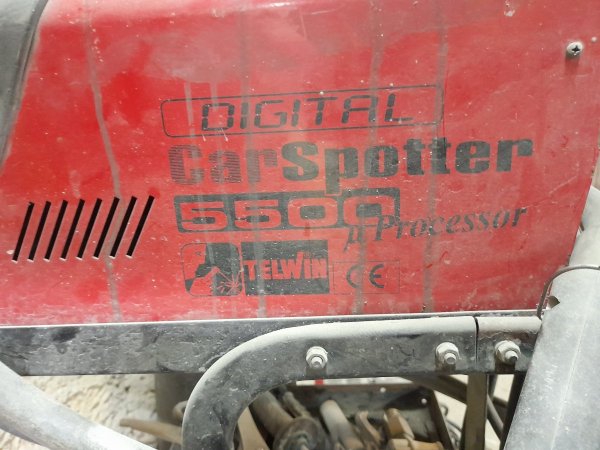 DIGITAL
CarSpotter
5500
µ Processor
TELWIN CE